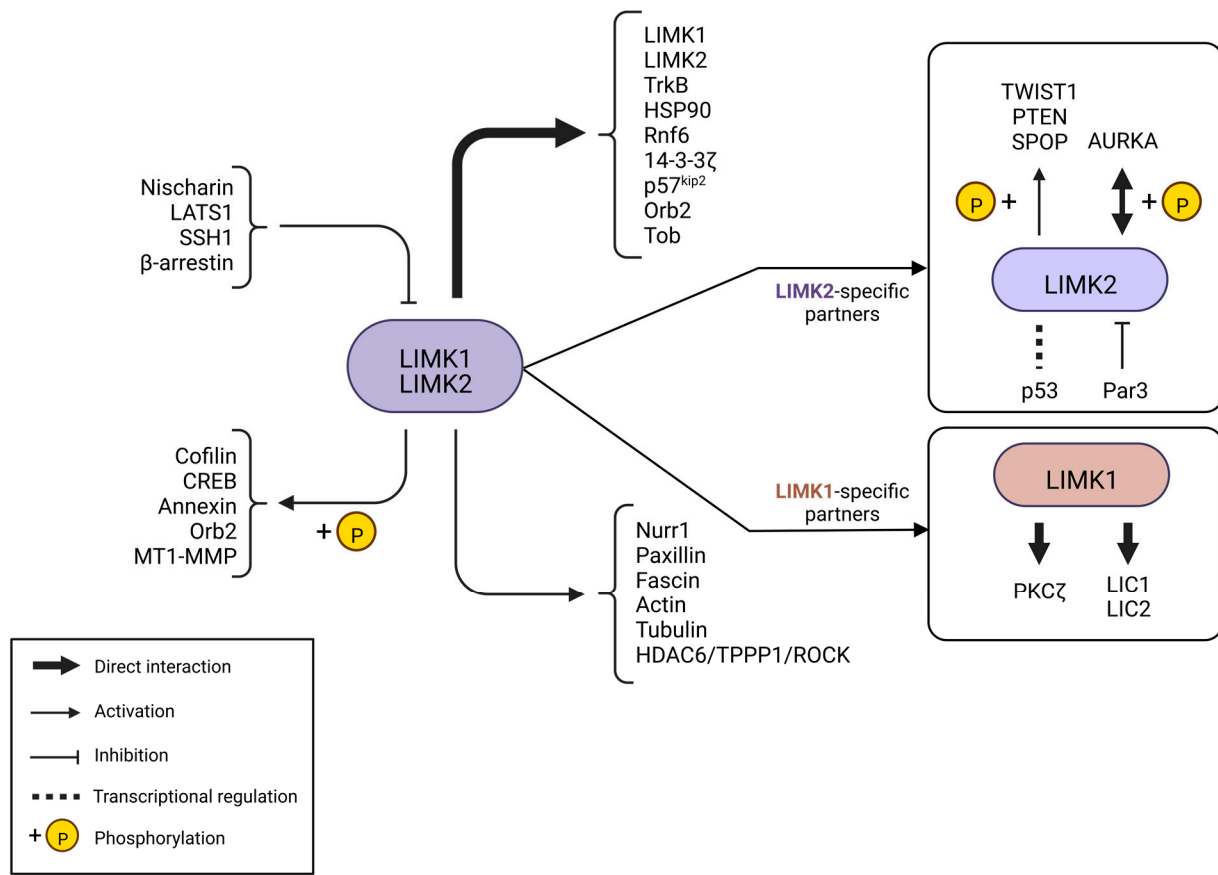 LIMK1
LIMK2
TrkB
HSP90
Rnf6
14-3-3ζ
p57kip2
Orb2
Tob
Nischarin
LATS1
SSH1
β-arrestin
LIMK1
LIMK2
Cofilin
CREB
Annexin
Orb2
MT1-MMP
+ P
Nurr1
Paxillin
Fascin
Actin
Tubulin
HDAC6/TPPP1/ROCK
LIMK2-specific
partners
TWIST1
PTEN
SPOP
AURKA
P +
+ P
LIMK2
p53
Par3
LIMK1-specific
partners
LIMK1
PKCζ
LIC1
LIC2
Direct interaction
Activation
Inhibition
Transcriptional regulation
+ P Phosphorylation